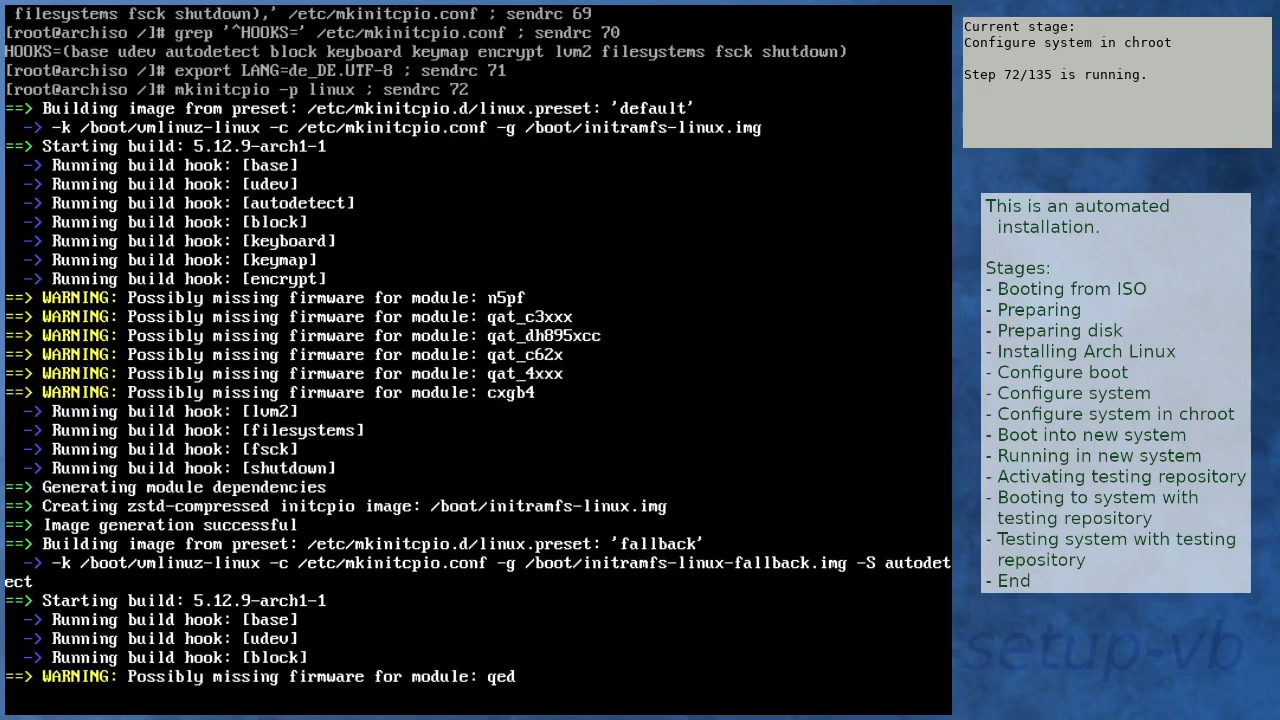 filesystems fsck shutdown),' /etc/mkinitcpio.conf ; sendrc 69
[root@archiso /]# grep '^HOOKS=' /etc/mkinitcpio.conf ; sendrc 70
HOOKS=(base udev autodetect block keyboard keymap encrypt lvm2 filesystems fsck shutdown)
[root@archiso /]# export LANG=de_DE.UTF-8 ; sendrc 71
[root@archiso /]# mkinitcpio -p linux ; sendrc 72
==> Building image from preset: /etc/mkinitcpio.d/linux.preset: 'default'
  -> -k /boot/vmlinuz-linux -c /etc/mkinitcpio.conf -g /boot/initramfs-linux.img
==> Starting build: 5.12.9-arch1-1
  -> Running build hook: [base]
  -> Running build hook: [udev]
  -> Running build hook: [autodetect]
  -> Running build hook: [block]
  -> Running build hook: [keyboard]
  -> Running build hook: [keymap]
  -> Running build hook: [encrypt]
==> WARNING: Possibly missing firmware for module: n5pf
==> WARNING: Possibly missing firmware for module: qat_c3xxx
==> WARNING: Possibly missing firmware for module: qat_dh895xcc
==> WARNING: Possibly missing firmware for module: qat_c62x
==> WARNING: Possibly missing firmware for module: qat_4xxx
==> WARNING: Possibly missing firmware for module: cxgb4
  -> Running build hook: [lvm2]
  -> Running build hook: [filesystems]
  -> Running build hook: [fsck]
  -> Running build hook: [shutdown]
==> Generating module dependencies
==> Creating zstd-compressed initcpio image: /boot/initramfs-linux.img
==> Image generation successful
==> Building image from preset: /etc/mkinitcpio.d/linux.preset: 'fallback'
  -> -k /boot/vmlinuz-linux -c /etc/mkinitcpio.conf -g /boot/initramfs-linux-fallback.img -S autodet
ect
==> Starting build: 5.12.9-arch1-1
  -> Running build hook: [base]
  -> Running build hook: [udev]
  -> Running build hook: [block]
==> WARNING: Possibly missing firmware for module: qed
Current stage:
Configure system in chroot
Step 72/135 is running.
This is an automated
installation.
Stages:
- Booting from ISO
- Preparing
- Preparing disk
- Installing Arch Linux
- Configure boot
- Configure system
- Configure system in chroot
- Boot into new system
- Running in new system
- Activating testing repository
- Booting to system with
testing repository
- Testing system with testing
repository
- End
setup-vb